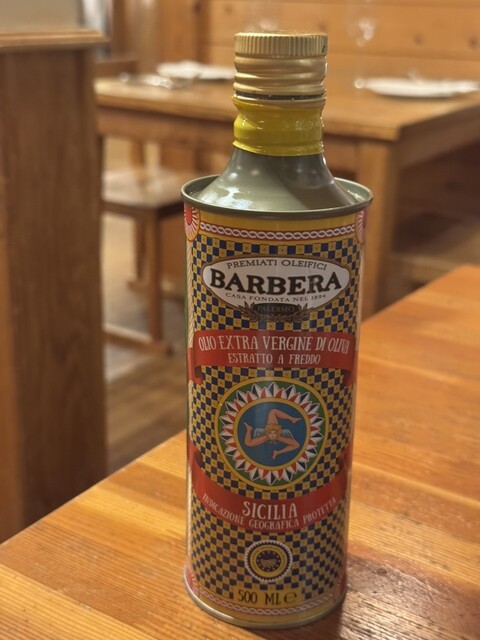 PREMIATI OLEIFICI
BARBERA
CASA FONDATA NEL 1894
PALERMO
OLIO EXTRA VERGINE DI OLIVA
ESTRATTO A FREDDO
SICILIA
INDICAZIONE GEOGRAFICA PROTETTA
500 ML e